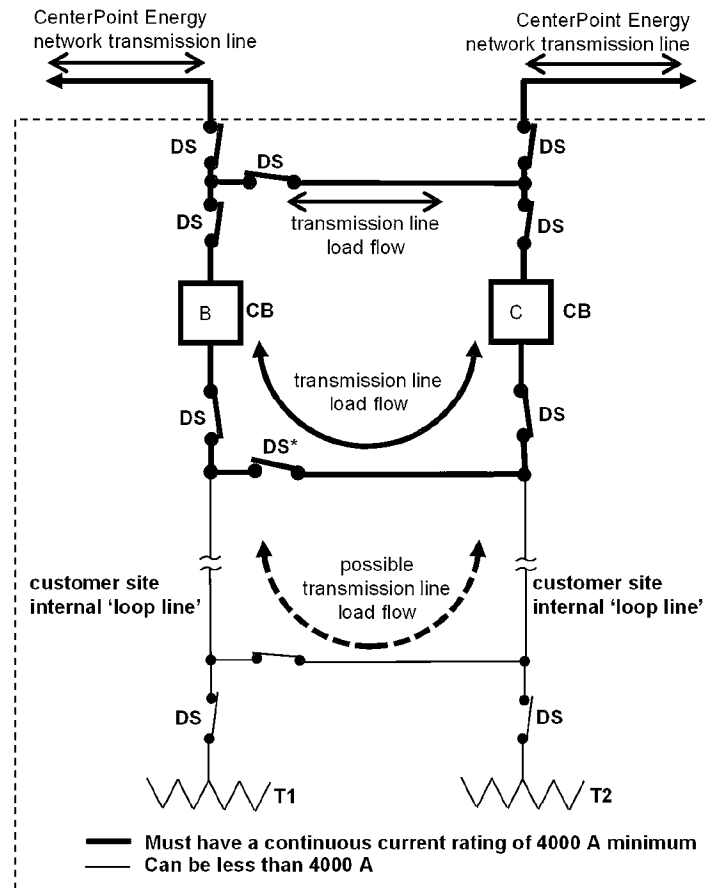 CenterPoint Energy
network transmission line
CenterPoint Energy
network transmission line
DS
DS
DS
DS
transmission line
load flow
DS
B
CB
C
CB
transmission line
load flow
DS
DS
DS*
possible
transmission line
load flow
customer site
internal 'loop line'
customer site
internal 'loop line'
DS
DS
T1
T2
Must have a continuous current rating of 4000 A minimum
Can be less than 4000 A